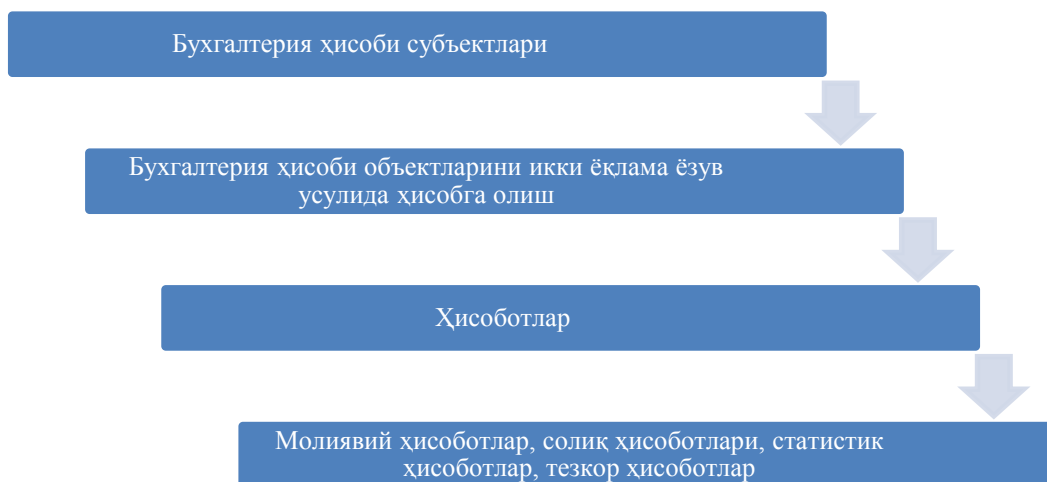 Бухгалтерия ҳисоби субъектлари
Бухгалтерия ҳисоби объектларини икки ёқлама ёзув
усулида ҳисобга олиш
Ҳисоботлар
Молиявий ҳисоботлар, солиқ ҳисоботлари, статистик
ҳисоботлар, тезкор ҳисоботлар